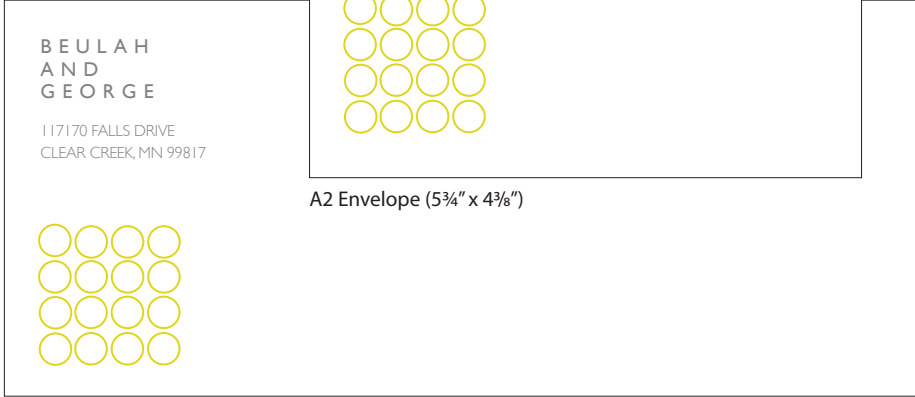 BEULAH
AND
GEORGE
117170 FALLS DRIVE
CLEAR CREEK, MN 99817
A2 Envelope (5¾” x 4⅜”)